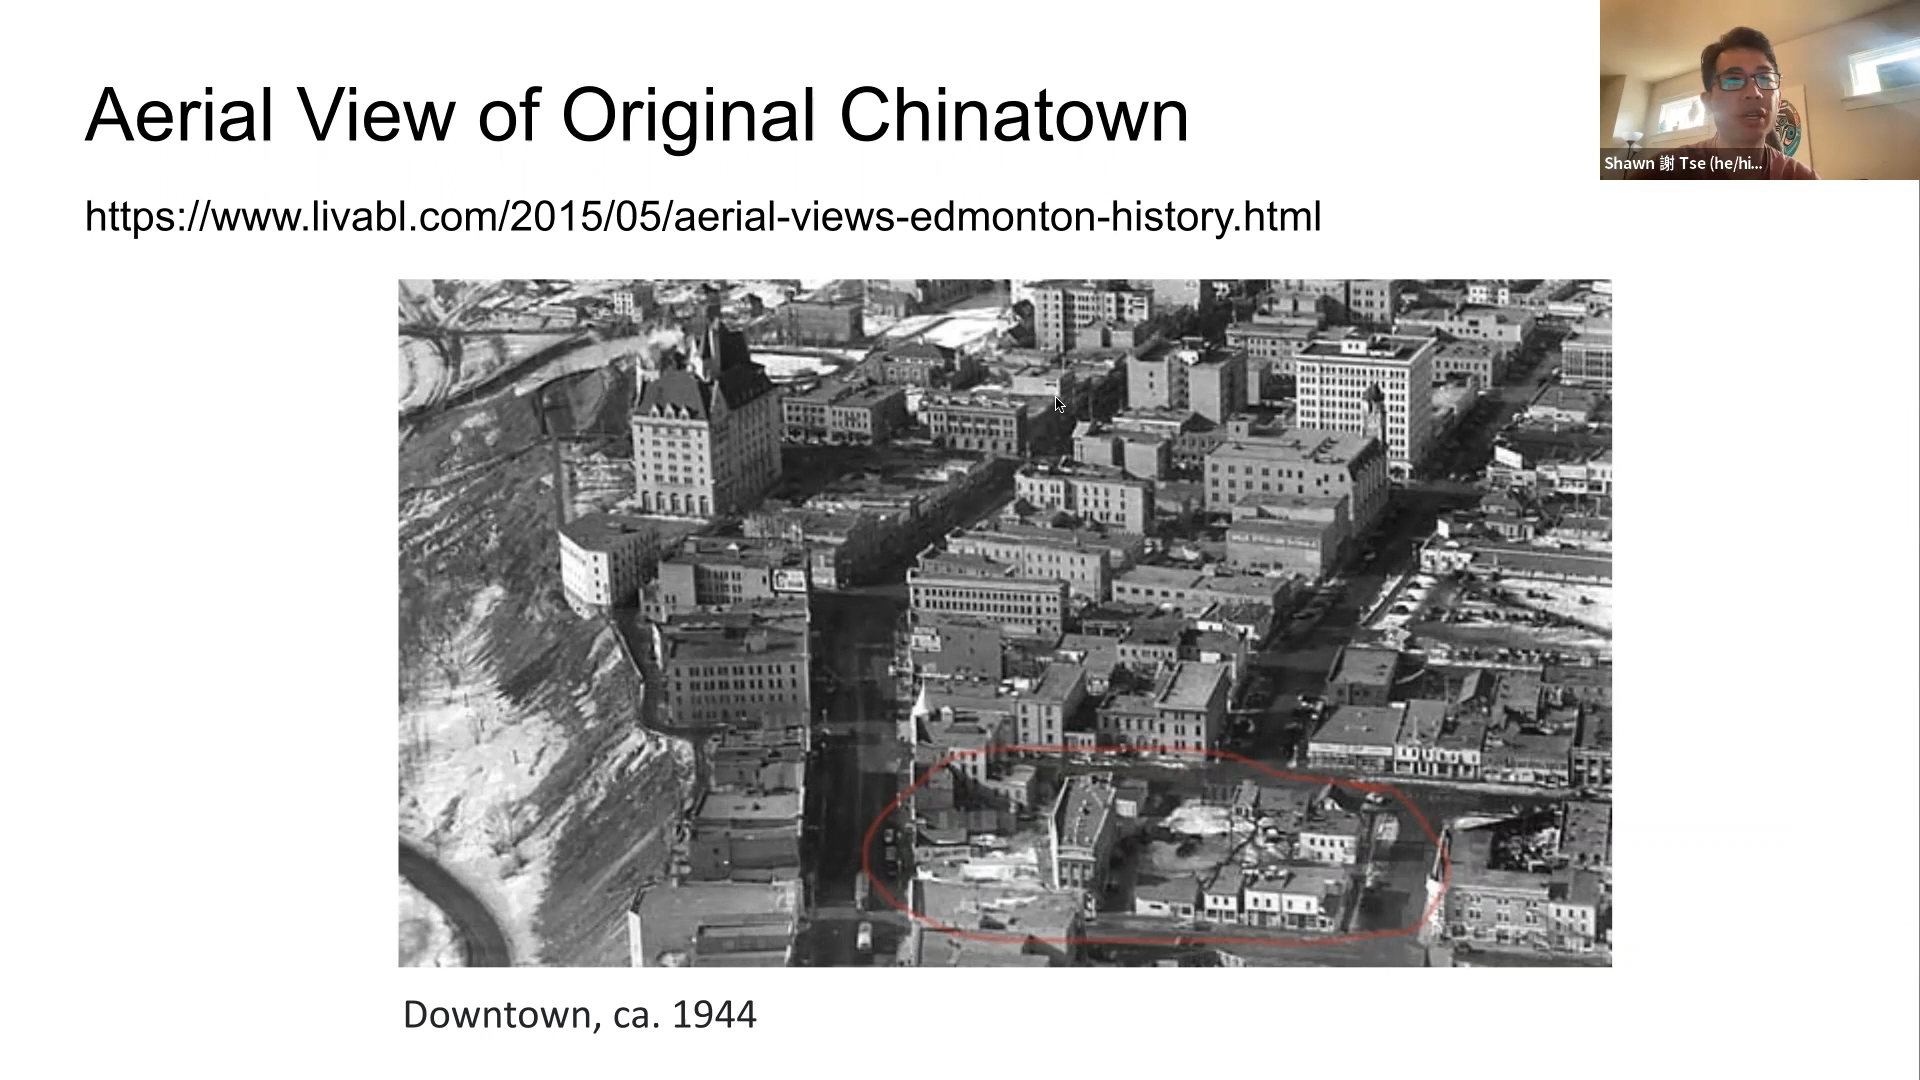 Aerial View of Original Chinatown
Shawn 謝 Tse (he/hi...
https://www.livabl.com/2015/05/aerial-views-edmonton-history.html
Downtown, ca. 1944